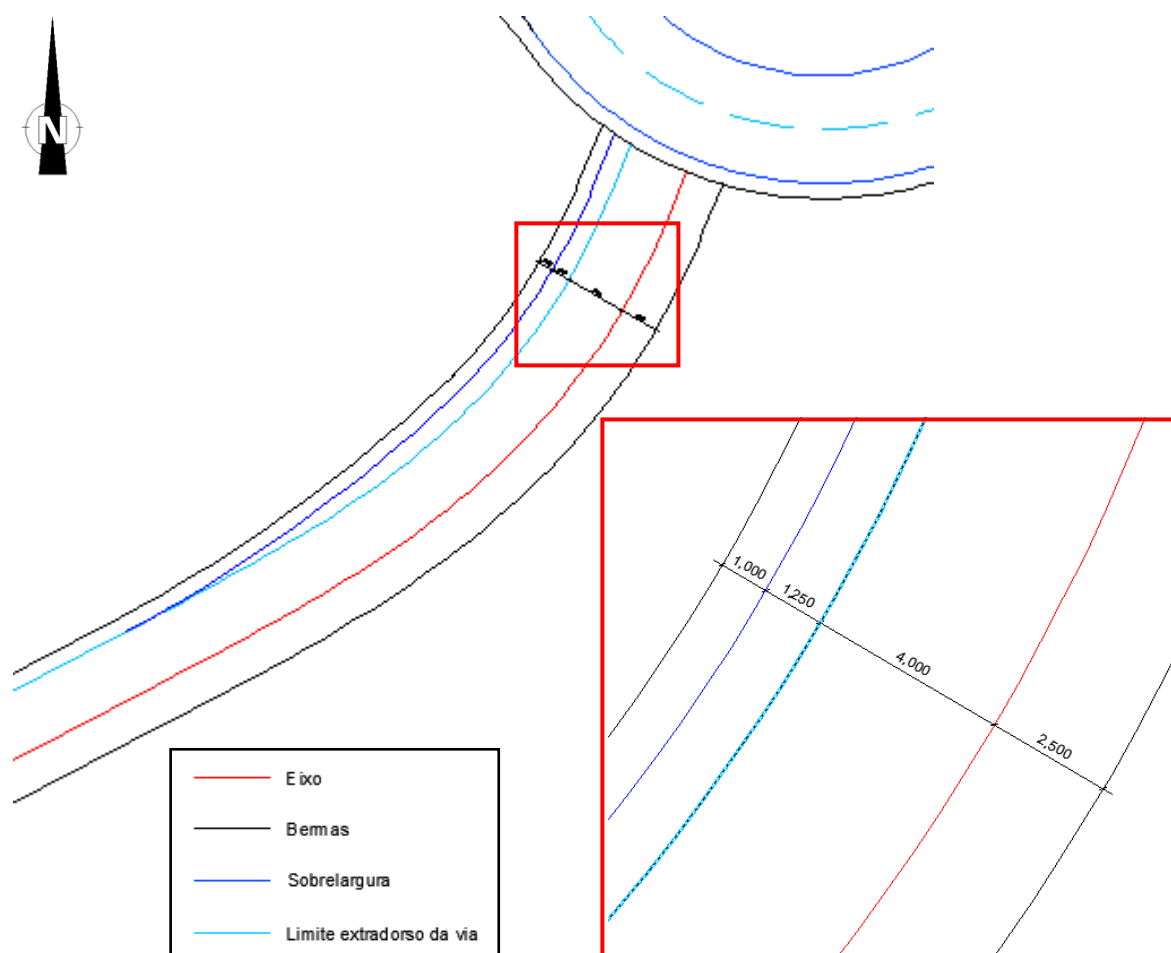 N
1,000
1,250
4,000
2,500
Eixo
Bermas
Sobrelargura
Limite extradorso da via